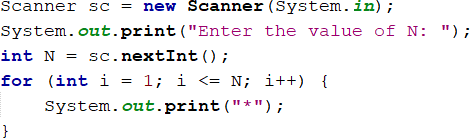 Scanner sc = new Scanner(System.in);
System.out.print("Enter the value of N: ");
int N = sc.nextInt();
for (int i = 1; i <= N; i++) {
    System.out.print("*");
}